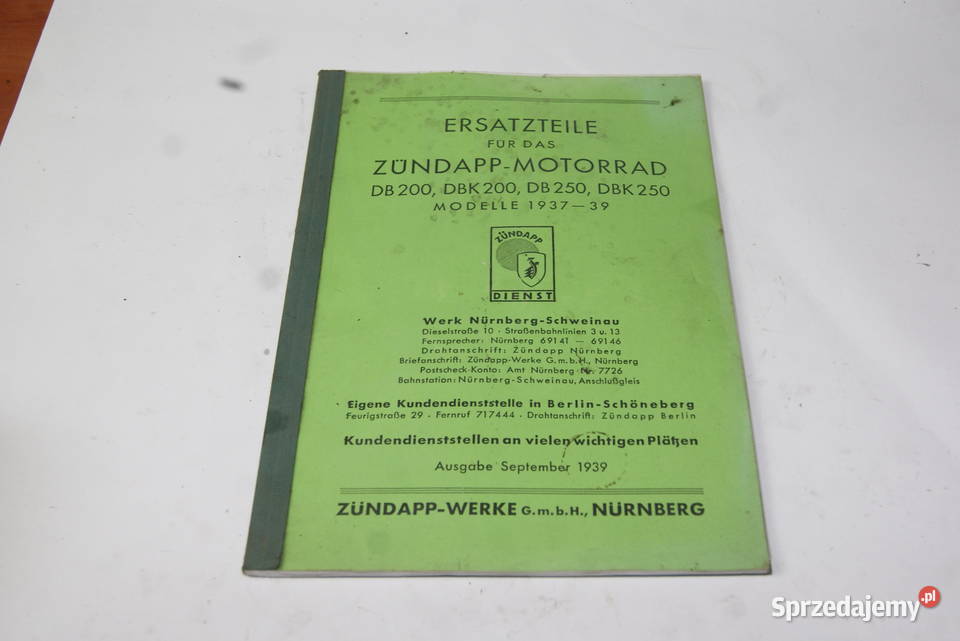 ERSATZTEILE
FÜR DAS
ZÜNDAPP-MOTORRAD
DB 200, DBK 200, DB 250, DBK 250
MODELLE 1937—39
ZÜNDAPP
DIENST
Werk Nürnberg-Schweinau
Dieselstraße 10 · Straßenbahnlinien 3 u. 13
Fernsprecher: Nürnberg 69141 — 69146
Drahtanschrift: Zündapp Nürnberg
Briefanschrift: Zündapp-Werke G.m.b.H., Nürnberg
Postscheck-Konto: Amt Nürnberg Nr. 7726
Bahnstation: Nürnberg-Schweinau, Anschlußgleis
Eigene Kundendienststelle in Berlin-Schöneberg
Feurigstraße 29 · Fernruf 717444 · Drahtanschrift: Zündapp Berlin
Kundendienststellen an vielen wichtigen Plätzen
Ausgabe September 1939
ZÜNDAPP-WERKE G.m.b.H., NÜRNBERG
Sprzedajemy.pl